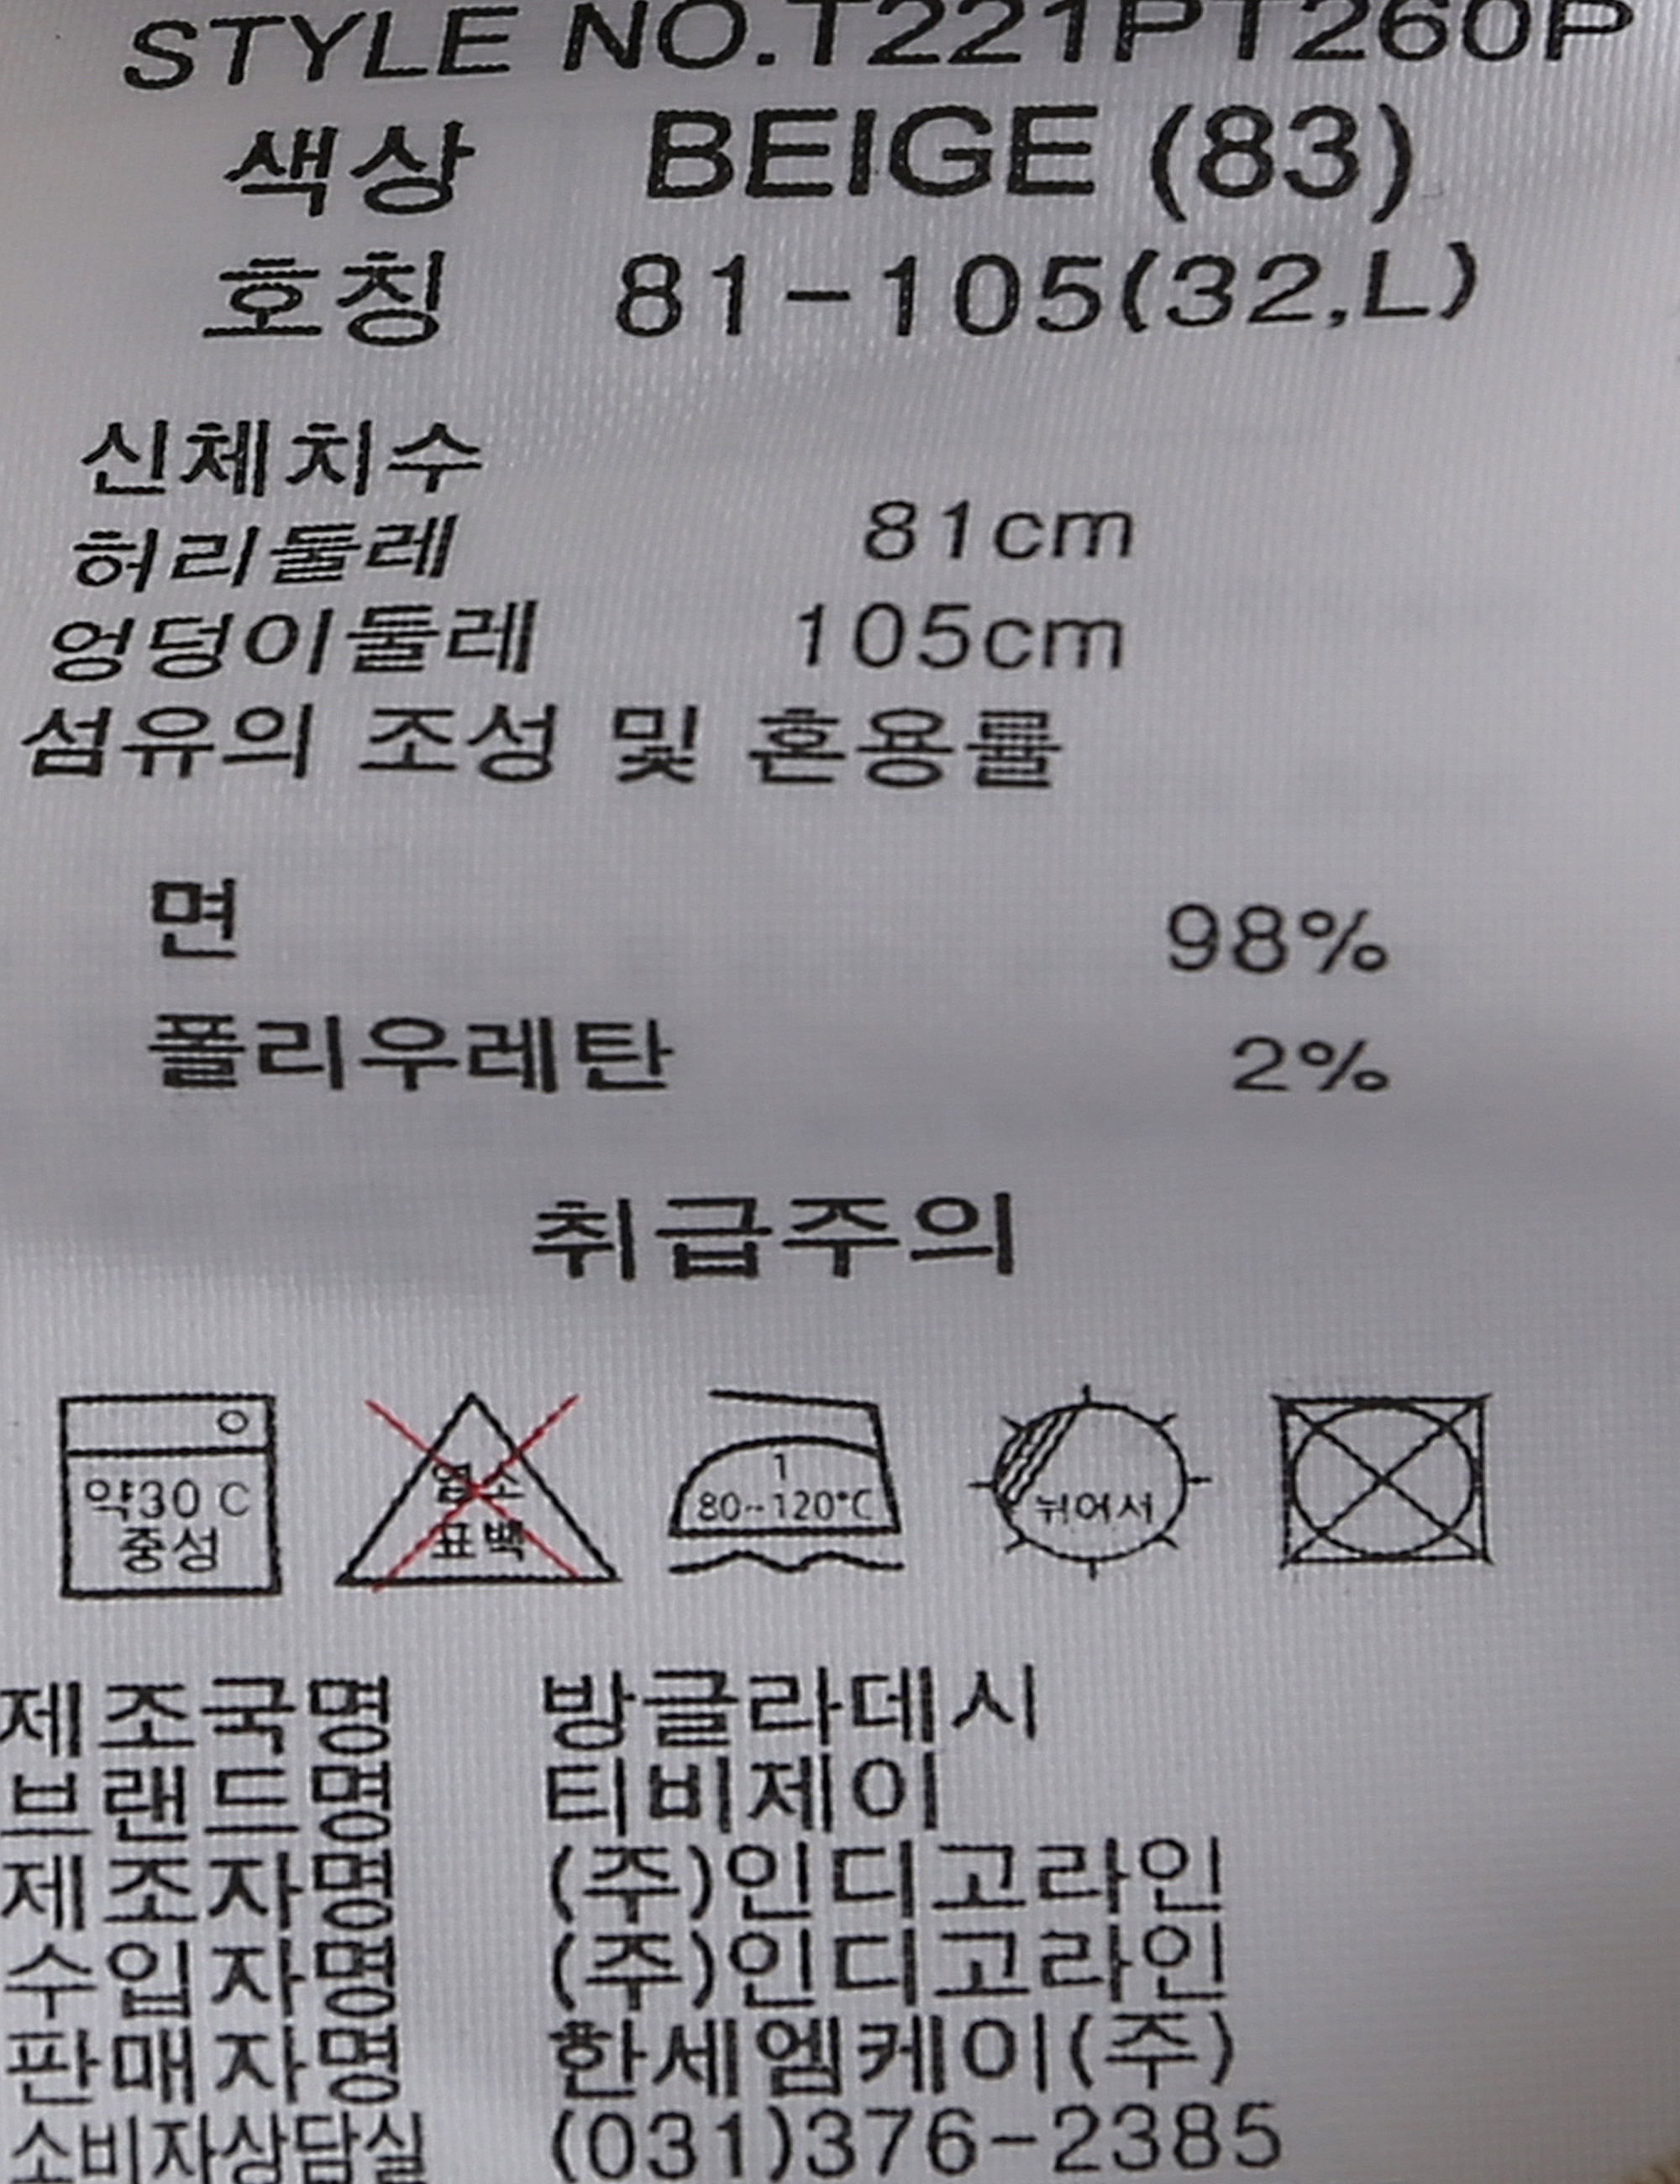 STYLE NO.T221PT260P
색상 BEIGE (83)
호칭 81-105(32,L)
신체치수
허리둘레 81cm
엉덩이둘레 105cm
섬유의 조성 및 혼용률
면 98%
폴리우레탄 2%
취급주의
약30 C
중성
염소
표백
1
80~120°C
뉘어서
제조국명 방글라데시
브랜드명 티비제이
제조자명 (주)인디고라인
수입자명 (주)인디고라인
판매자명 한세엠케이(주)
소비자상담실 (031)376-2385